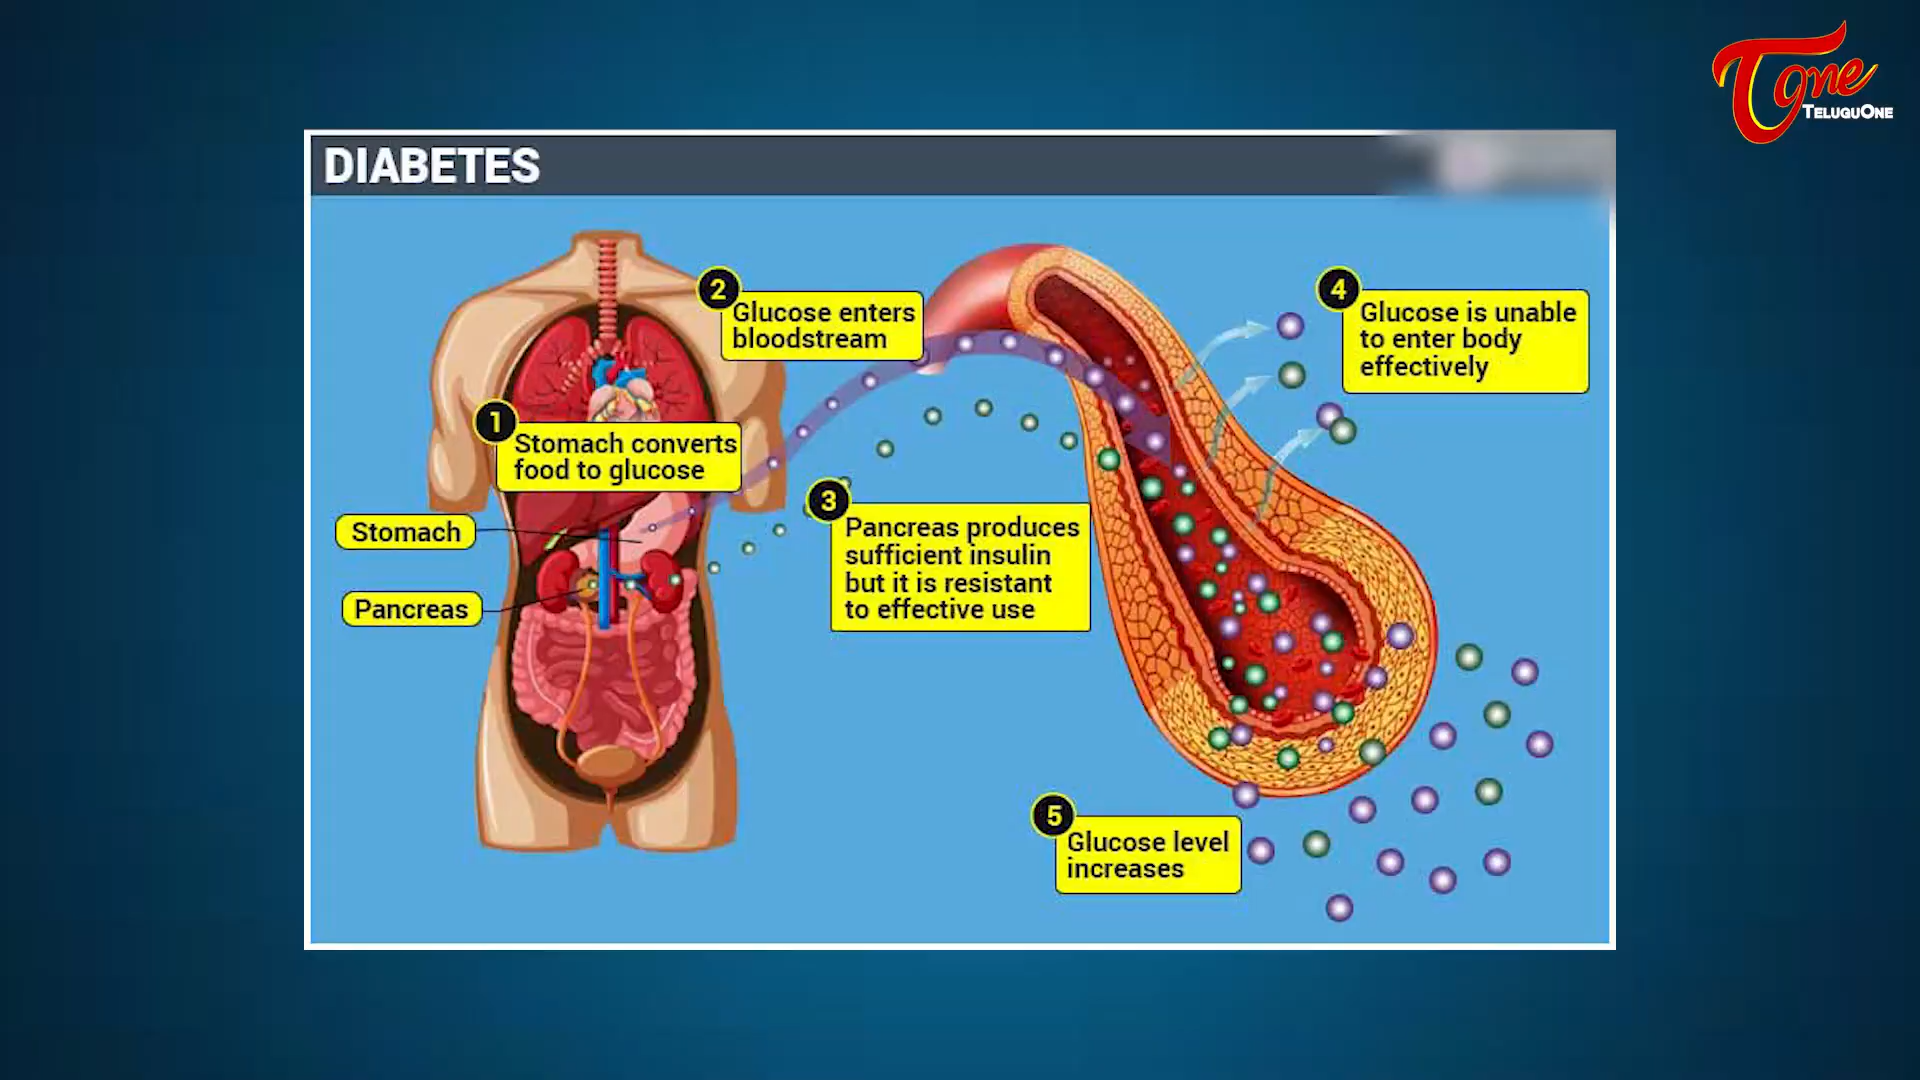 Tone
TELUGUONE
DIABETES
1
Stomach converts
food to glucose
2
Glucose enters
bloodstream
3
Pancreas produces
sufficient insulin
but it is resistant
to effective use
4
Glucose is unable
to enter body
effectively
5
Glucose level
increases
Stomach
Pancreas